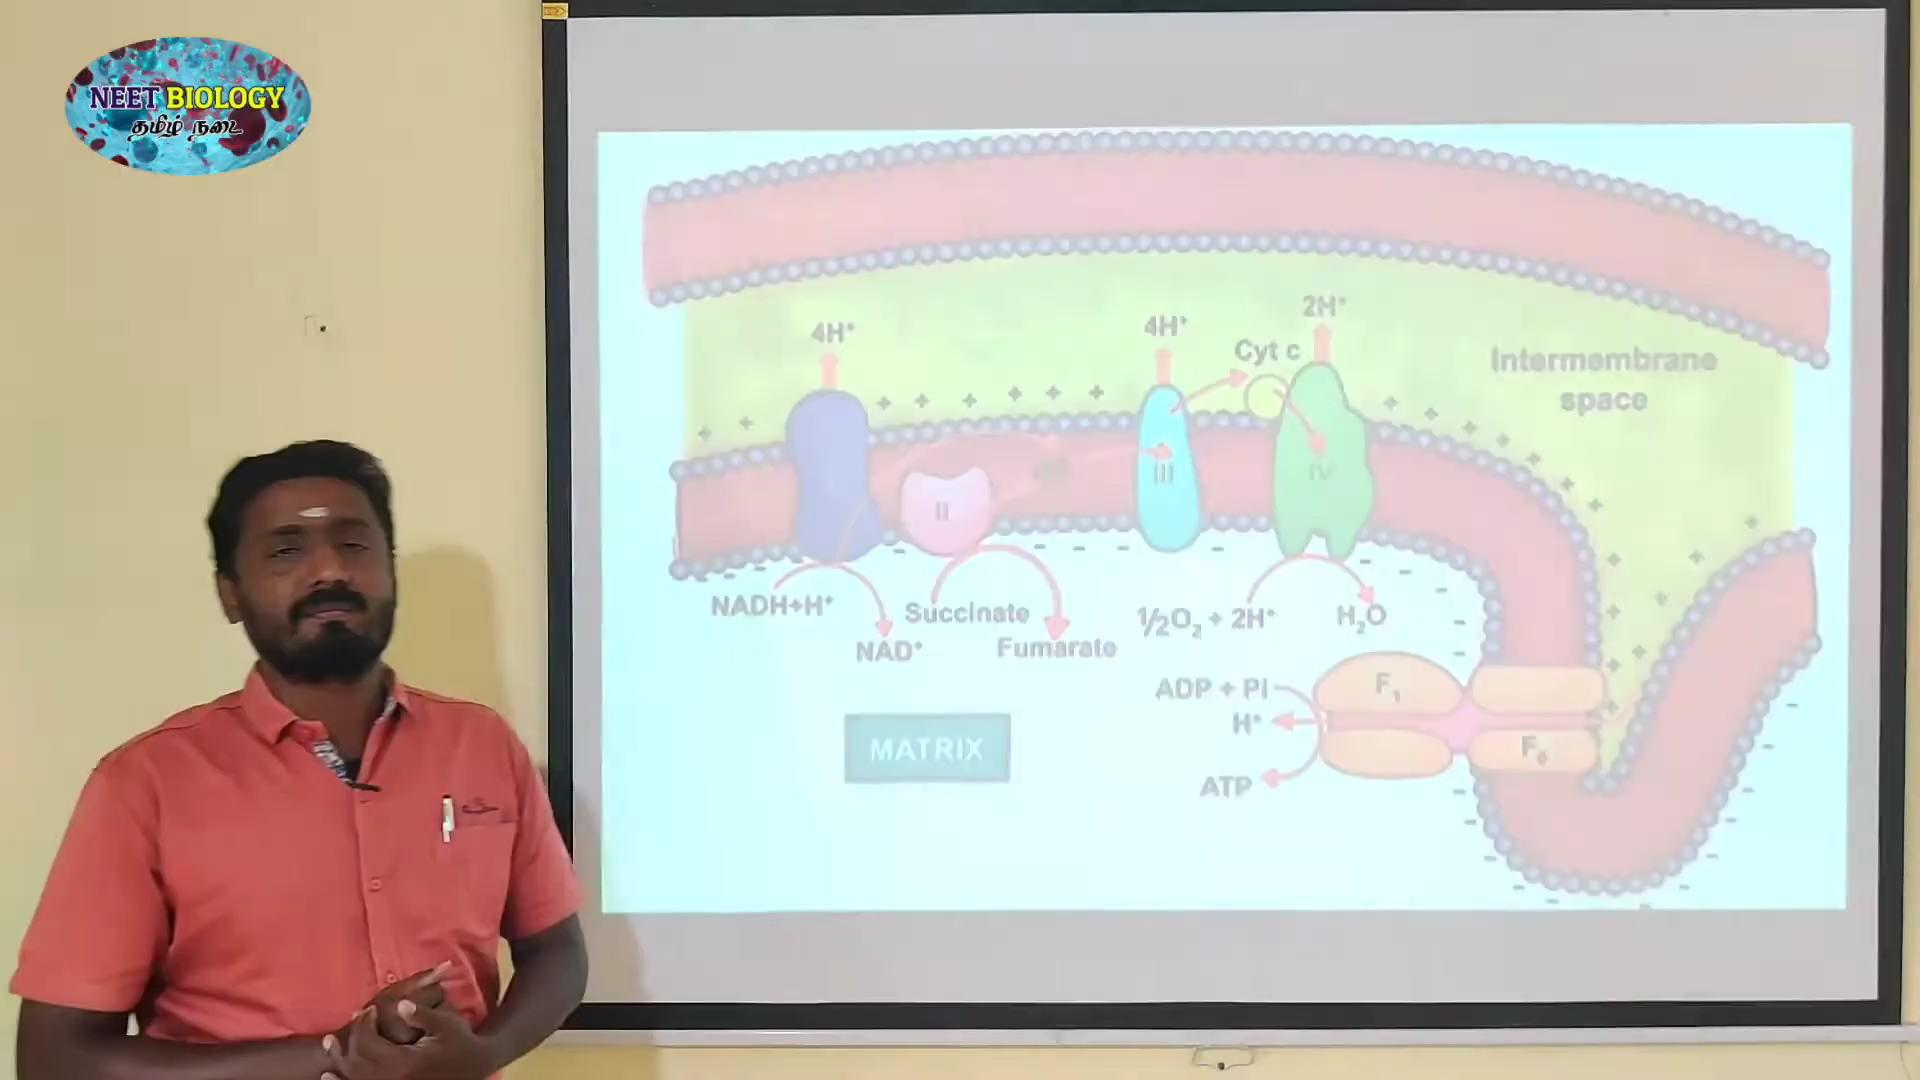 NEET BIOLOGY
தமிழ் நடை
4H⁺
4H⁺
2H⁺
Cyt c
Intermembrane
space
II
III
IV
NADH+H⁺
NAD⁺
Succinate
Fumarate
½O₂ + 2H⁺
H₂O
ADP + Pi
H⁺
ATP
F₁
F₀
MATRIX